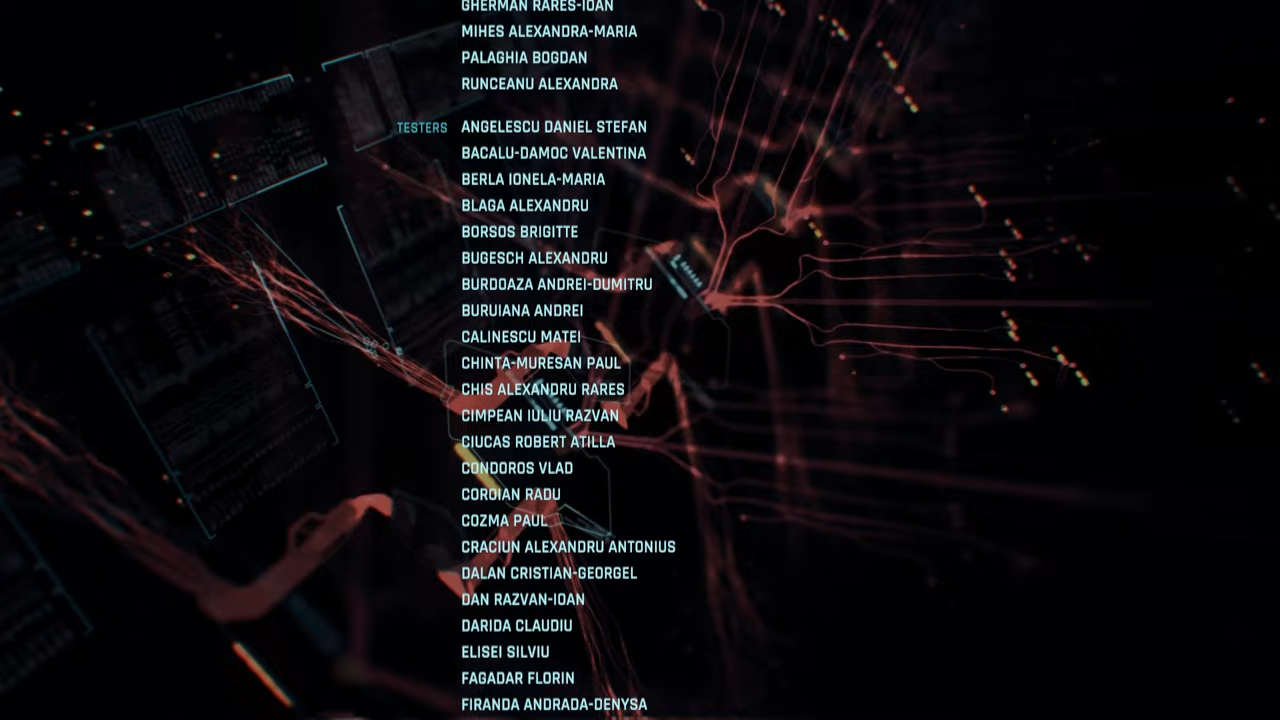 GHERMAN RARES-IOAN
MIHES ALEXANDRA-MARIA
PALAGHIA BOGDAN
RUNCEANU ALEXANDRA
TESTERS ANGELESCU DANIEL STEFAN
BACALU-DAMOC VALENTINA
BERLA IONELA-MARIA
BLAGA ALEXANDRU
BORSOS BRIGITTE
BUGESCH ALEXANDRU
BURDOAZA ANDREI-DUMITRU
BURUIANA ANDREI
CALINESCU MATEI
CHINTA-MURESAN PAUL
CHIS ALEXANDRU RARES
CIMPEAN IULIU RAZVAN
CIUCAS ROBERT ATILLA
CONDOROS VLAD
COROIAN RADU
COZMA PAUL
CRACIUN ALEXANDRU ANTONIUS
DALAN CRISTIAN-GEORGEL
DAN RAZVAN-IOAN
DARIDA CLAUDIU
ELISEI SILVIU
FAGADAR FLORIN
FIRANDA ANDRADA-DENYSA